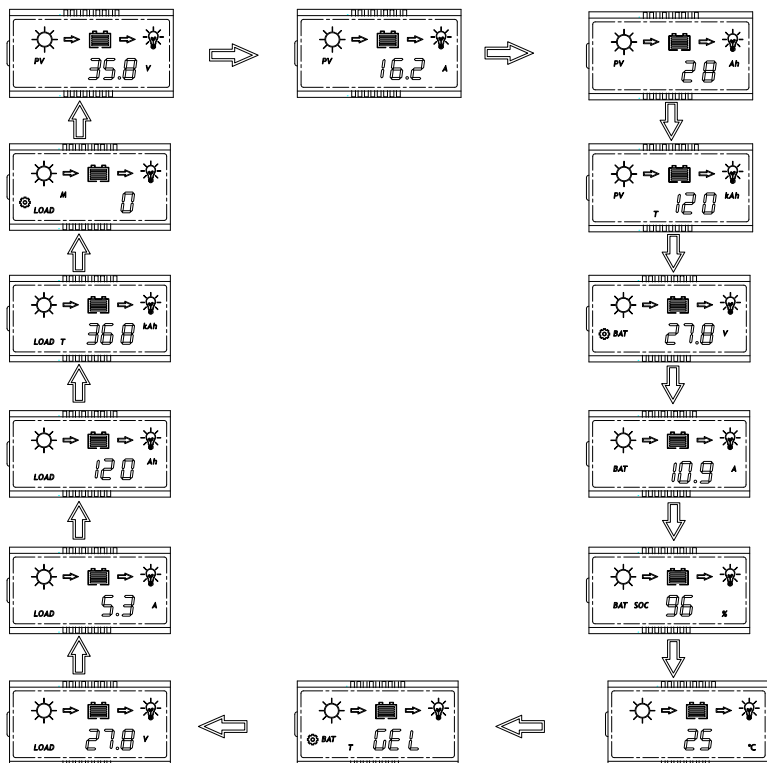 PV 35.8 V
PV 16.2 A
PV 28 Ah
PV T 120 kAh
BAT 27.8 V
BAT 10.9 A
BAT SOC 96 %
25 ℃
BAT T GEL
LOAD 27.8 V
LOAD 5.3 A
LOAD 120 Ah
LOAD T 368 kAh
LOAD M 0